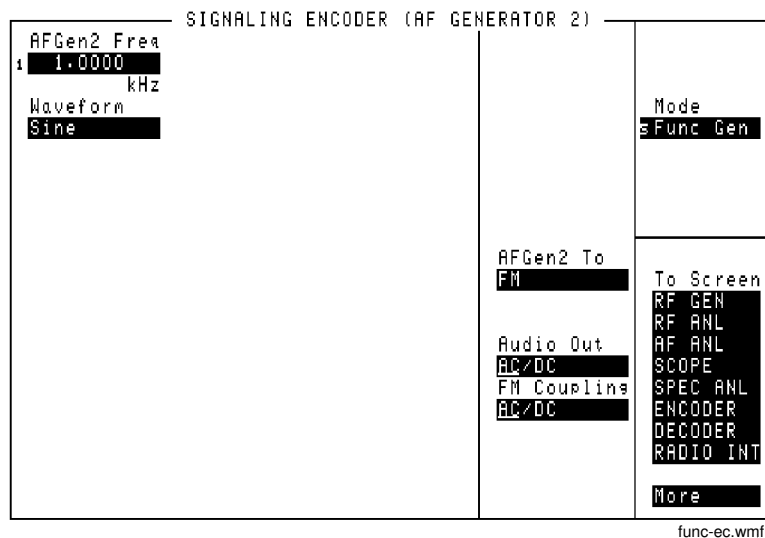 SIGNALING ENCODER (AF GENERATOR 2)
AFGen2 Freq
1 1.0000
kHz
Waveform
Sine
AFGen2 To
FM
Audio Out
AC/DC
FM Coupling
AC/DC
Mode
s Func Gen
To Screen
RF GEN
RF ANL
AF ANL
SCOPE
SPEC ANL
ENCODER
DECODER
RADIO INT
More
func-ec.wmf